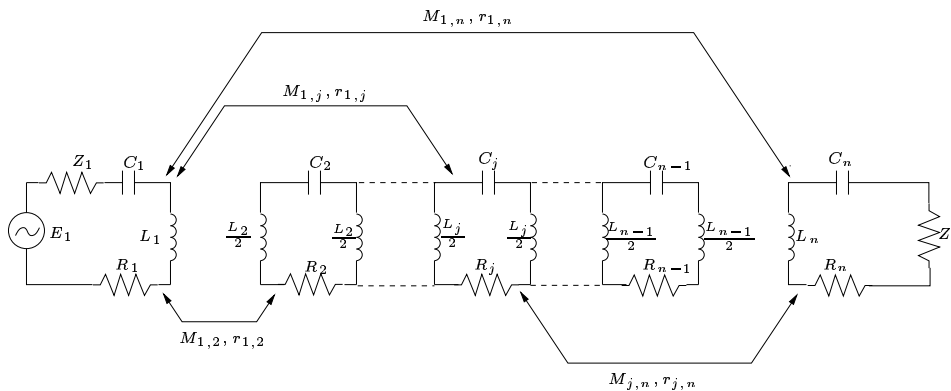 M₁,ₙ, r₁,ₙ
M₁,ⱼ, r₁,ⱼ
Z₁ C₁ C₂ Cⱼ Cₙ₋₁ Cₙ
E₁ L₁ L₂/2 L₂/2 Lⱼ/2 Lⱼ/2 Lₙ₋₁/2 Lₙ₋₁/2 Lₙ Z
R₁ R₂ Rⱼ Rₙ₋₁ Rₙ
M₁,₂, r₁,₂
Mⱼ,ₙ, rⱼ,ₙ